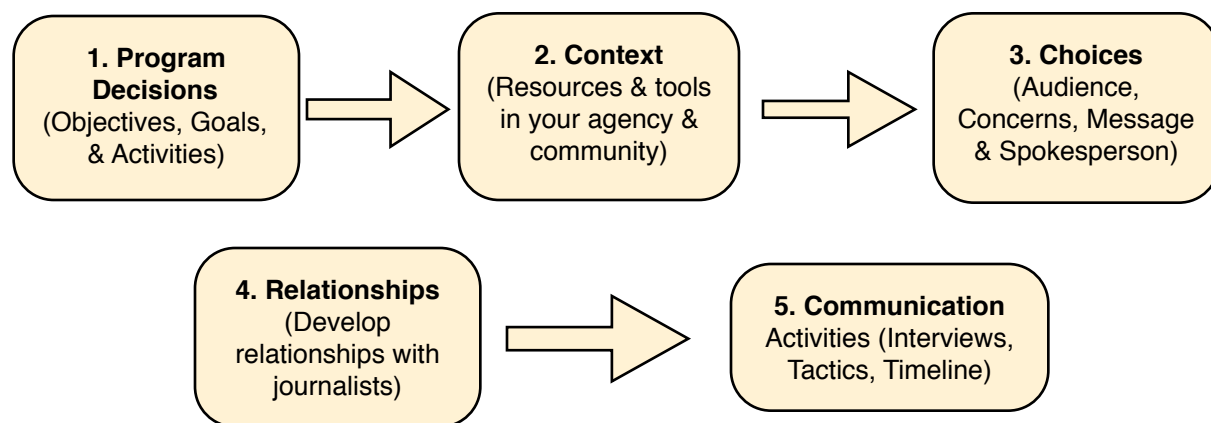 1. Program
Decisions
(Objectives, Goals,
& Activities)
2. Context
(Resources & tools
in your agency &
community)
3. Choices
(Audience,
Concerns, Message
& Spokesperson)
4. Relationships
(Develop
relationships with
journalists)
5. Communication
Activities (Interviews,
Tactics, Timeline)